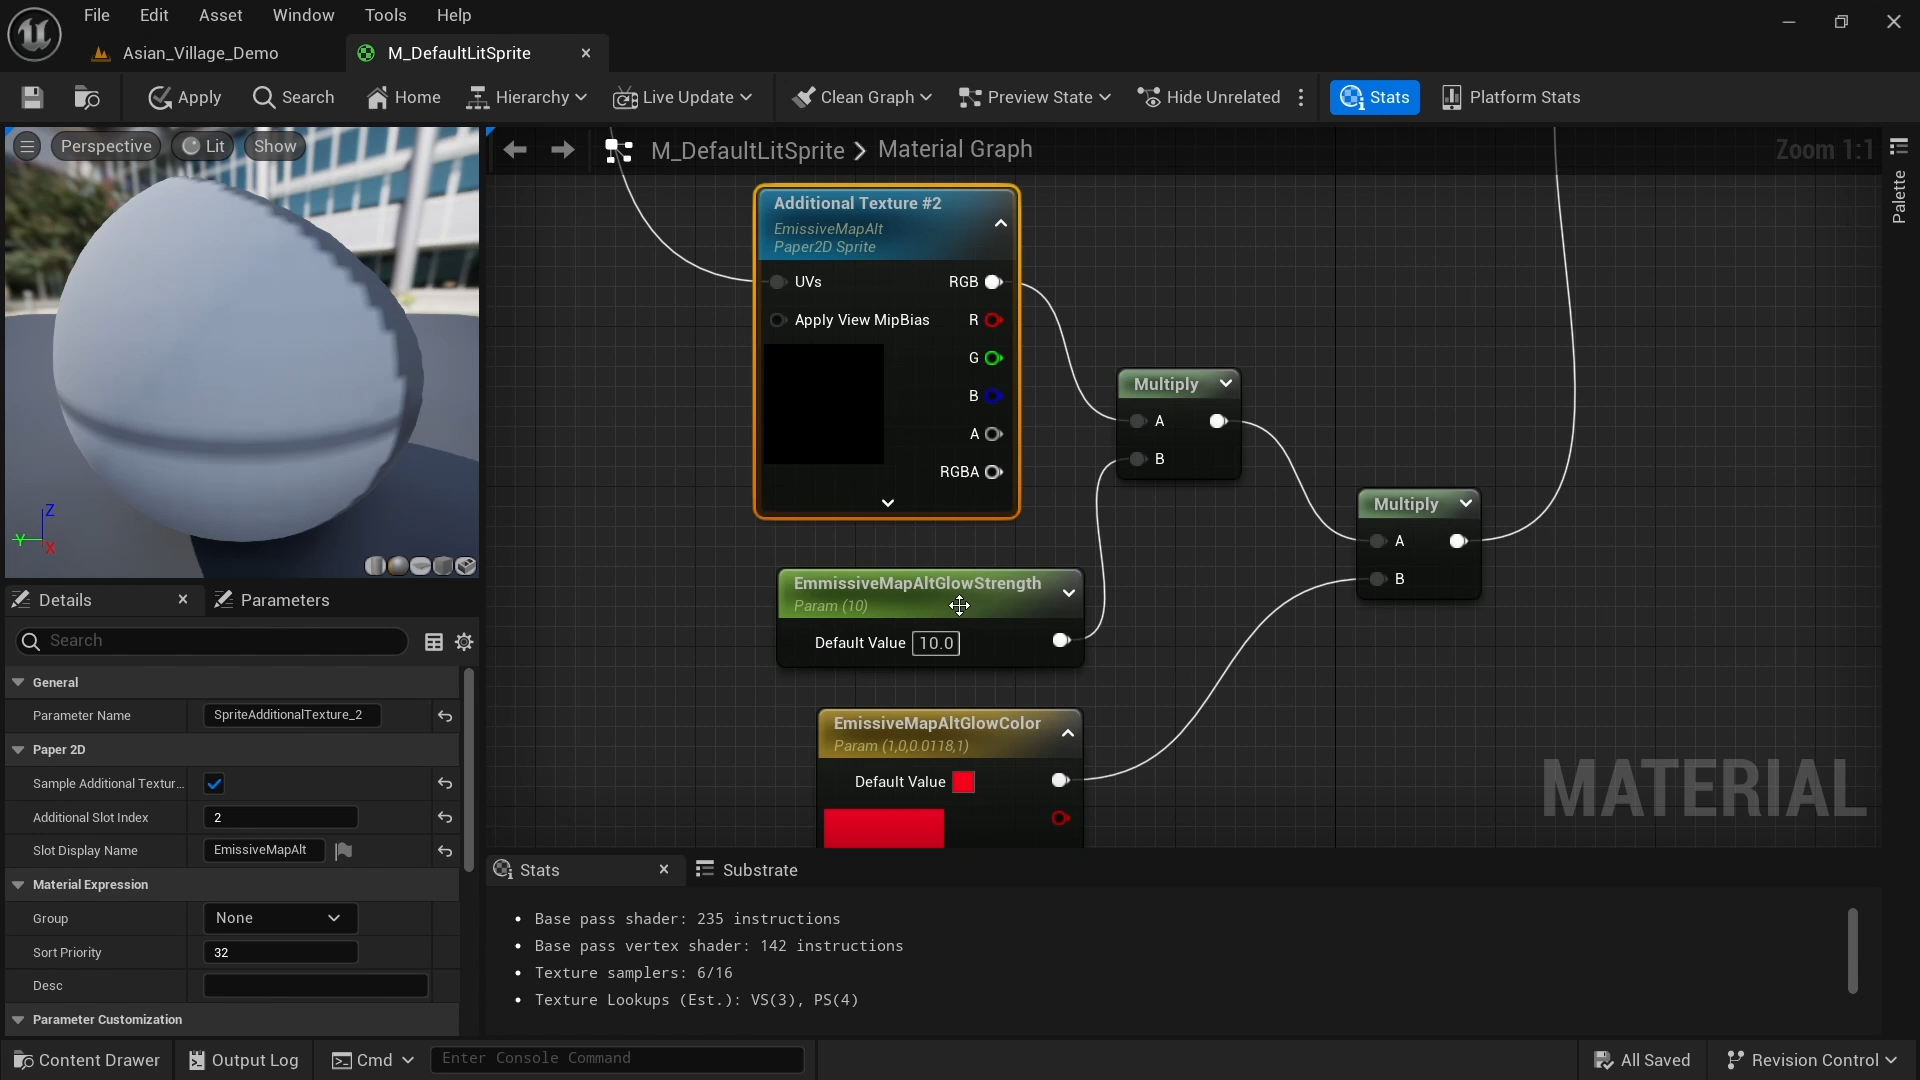 File Edit Asset Window Tools Help
Asian_Village_Demo M_DefaultLitSprite
Apply Search Home Hierarchy Live Update Clean Graph Preview State Hide Unrelated Stats Platform Stats
Perspective Lit Show
M_DefaultLitSprite > Material Graph
Zoom 1:1
Palette
Additional Texture #2
EmissiveMapAlt
Paper2D Sprite
UVs RGB
Apply View MipBias R
G
B
A
RGBA
Multiply
A
B
Multiply
A
B
EmmissiveMapAltGlowStrength
Param (10)
Default Value 10.0
EmissiveMapAltGlowColor
Param (1,0,0.0118,1)
Default Value
MATERIAL
Z
Y
X
Details Parameters
Search
General
Parameter Name SpriteAdditionalTexture_2
Paper 2D
Sample Additional Textur...
Additional Slot Index 2
Slot Display Name EmissiveMapAlt
Material Expression
Group None
Sort Priority 32
Desc
Parameter Customization
Stats Substrate
• Base pass shader: 235 instructions
• Base pass vertex shader: 142 instructions
• Texture samplers: 6/16
• Texture Lookups (Est.): VS(3), PS(4)
Content Drawer Output Log Cmd Enter Console Command All Saved Revision Control